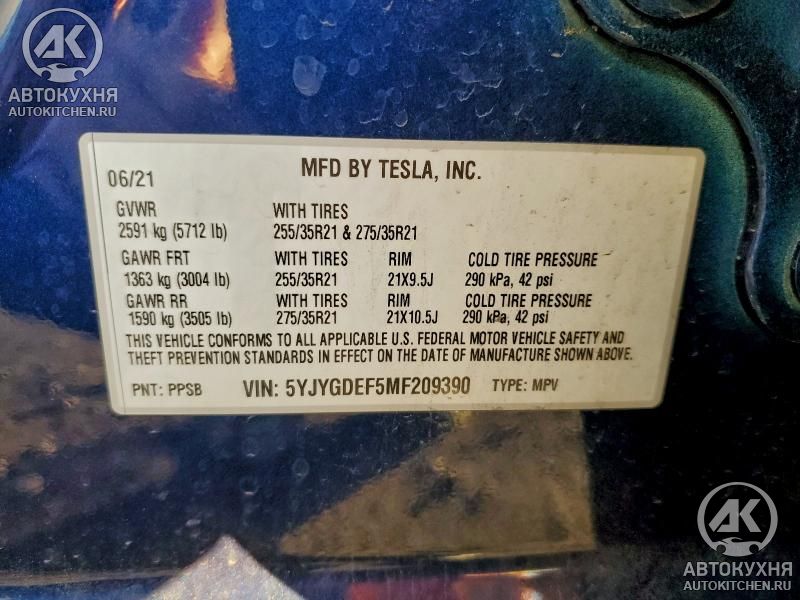 AK
АВТОКУХНЯ
AUTOKITCHEN.RU
06/21 MFD BY TESLA, INC.
GVWR WITH TIRES
2591 kg (5712 lb) 255/35R21 & 275/35R21
GAWR FRT WITH TIRES RIM COLD TIRE PRESSURE
1363 kg (3004 lb) 255/35R21 21X9.5J 290 kPa, 42 psi
GAWR RR WITH TIRES RIM COLD TIRE PRESSURE
1590 kg (3505 lb) 275/35R21 21X10.5J 290 kPa, 42 psi
THIS VEHICLE CONFORMS TO ALL APPLICABLE U.S. FEDERAL MOTOR VEHICLE SAFETY AND
THEFT PREVENTION STANDARDS IN EFFECT ON THE DATE OF MANUFACTURE SHOWN ABOVE.
PNT: PPSB VIN: 5YJYGDEF5MF209390 TYPE: MPV
AK
АВТОКУХНЯ
AUTOKITCHEN.RU